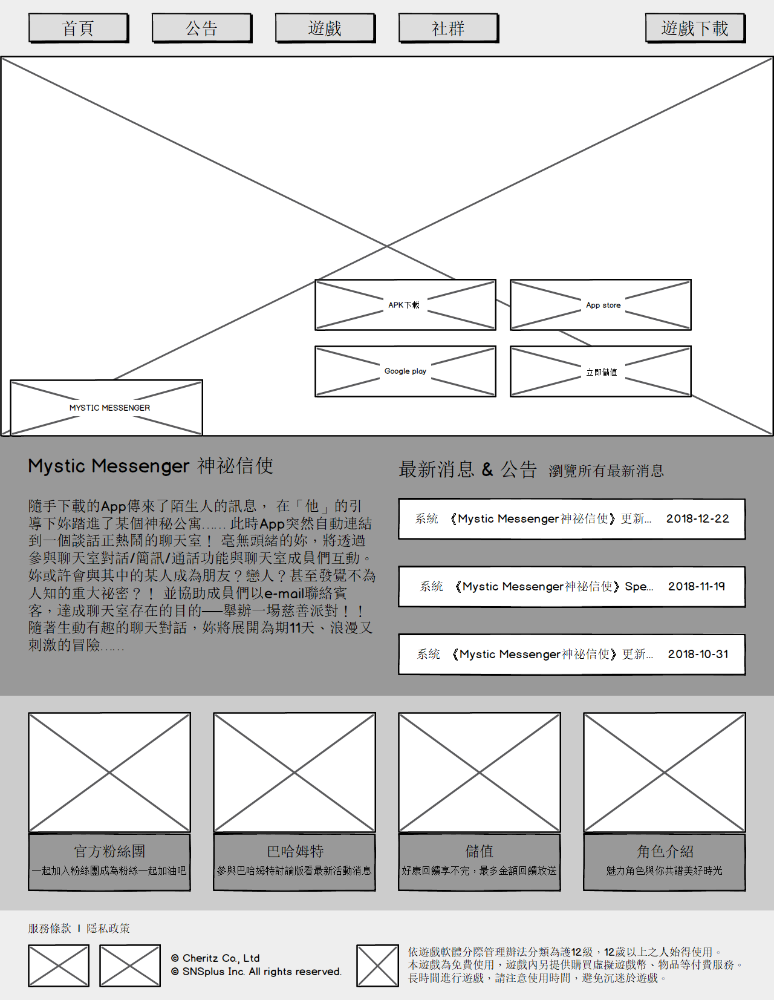 首頁
公告
遊戲
社群
遊戲下載
APK下載
App store
Google play
立即儲值
MYSTIC MESSENGER
Mystic Messenger 神祕信使
隨手下載的App傳來了陌生人的訊息， 在「他」的引
導下妳踏進了某個神秘公寓…… 此時App突然自動連結
到一個談話正熱鬧的聊天室！ 毫無頭緒的妳，將透過
參與聊天室對話/簡訊/通話功能與聊天室成員們互動。
妳或許會與其中的某人成為朋友？戀人？甚至發覺不為
人知的重大祕密？！ 並協助成員們以e-mail聯絡賓
客，達成聊天室存在的目的──舉辦一場慈善派對！！
隨著生動有趣的聊天對話，妳將展開為期11天、浪漫又
刺激的冒險……
最新消息 & 公告 瀏覽所有最新消息
系統 《Mystic Messenger神祕信使》更新... 2018-12-22
系統 《Mystic Messenger神祕信使》Spe... 2018-11-19
系統 《Mystic Messenger神祕信使》更新... 2018-10-31
官方粉絲團
一起加入粉絲團成為粉絲一起加油吧
巴哈姆特
參與巴哈姆特討論版看最新活動消息
儲值
好康回饋享不完，最多金額回饋放送
角色介紹
魅力角色與你共譜美好時光
服務條款 | 隱私政策
© Cheritz Co., Ltd
© SNSplus Inc. All rights reserved.
依遊戲軟體分際管理辦法分類為護12級，12歲以上之人始得使用。
本遊戲為免費使用，遊戲內另提供購買虛擬遊戲幣、物品等付費服務。
長時間進行遊戲，請注意使用時間，避免沉迷於遊戲。